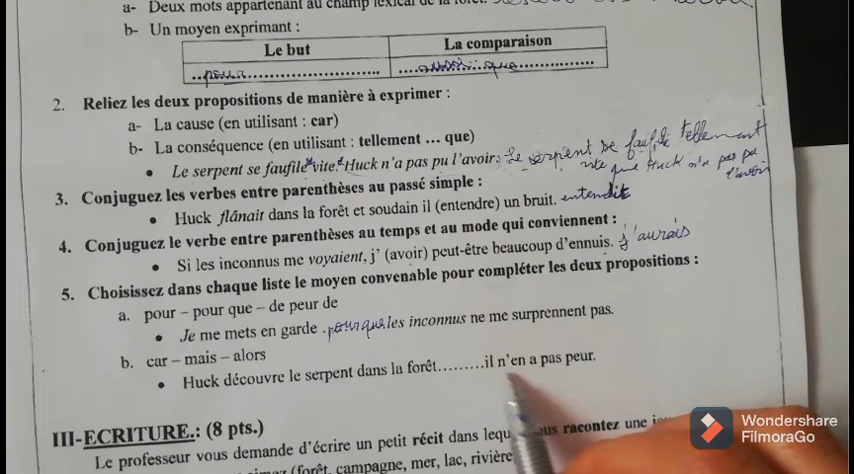 a- Deux mots appartenant au champ lexical de la forêt.
b- Un moyen exprimant :
Le but La comparaison
..pour.................................. ....aussi..que....................
2. Reliez les deux propositions de manière à exprimer :
a- La cause (en utilisant : car)
b- La conséquence (en utilisant : tellement ... que)
• Le serpent se faufile vite. Huck n'a pas pu l'avoir. Le serpent se faufile tellement
vite que Huck n'a pas pu
l'avoir
3. Conjuguez les verbes entre parenthèses au passé simple :
• Huck flânait dans la forêt et soudain il (entendre) un bruit. entendit
4. Conjuguez le verbe entre parenthèses au temps et au mode qui conviennent :
• Si les inconnus me voyaient, j' (avoir) peut-être beaucoup d'ennuis. j'aurais
5. Choisissez dans chaque liste le moyen convenable pour compléter les deux propositions :
a. pour – pour que – de peur de
• Je me mets en garde .pour que les inconnus ne me surprennent pas.
b. car – mais – alors
• Huck découvre le serpent dans la forêt.........il n'en a pas peur.
III-ECRITURE.: (8 pts.)
Le professeur vous demande d'écrire un petit récit dans lequ ous racontez une
(forêt, campagne, mer, lac, rivière
Wondershare
FilmoraGo